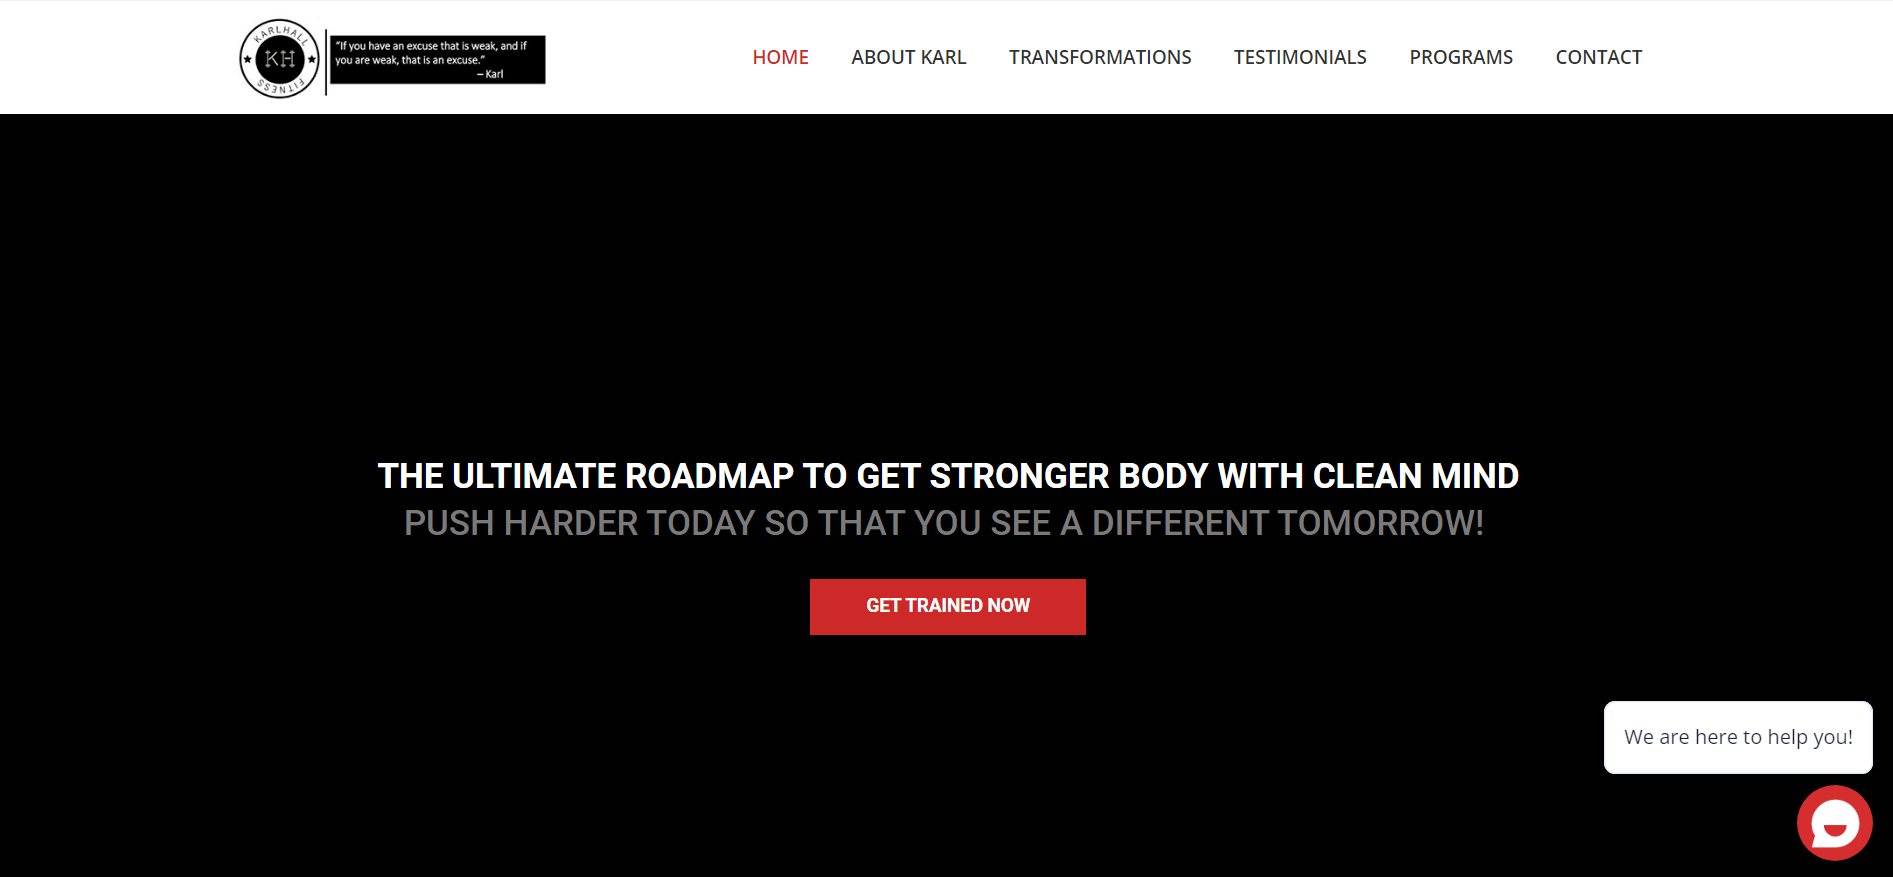 KARLHALL
KH
FITNESS
“If you have an excuse that is weak, and if
you are weak, that is an excuse.”
– Karl
HOME
ABOUT KARL
TRANSFORMATIONS
TESTIMONIALS
PROGRAMS
CONTACT
THE ULTIMATE ROADMAP TO GET STRONGER BODY WITH CLEAN MIND
PUSH HARDER TODAY SO THAT YOU SEE A DIFFERENT TOMORROW!
GET TRAINED NOW
We are here to help you!